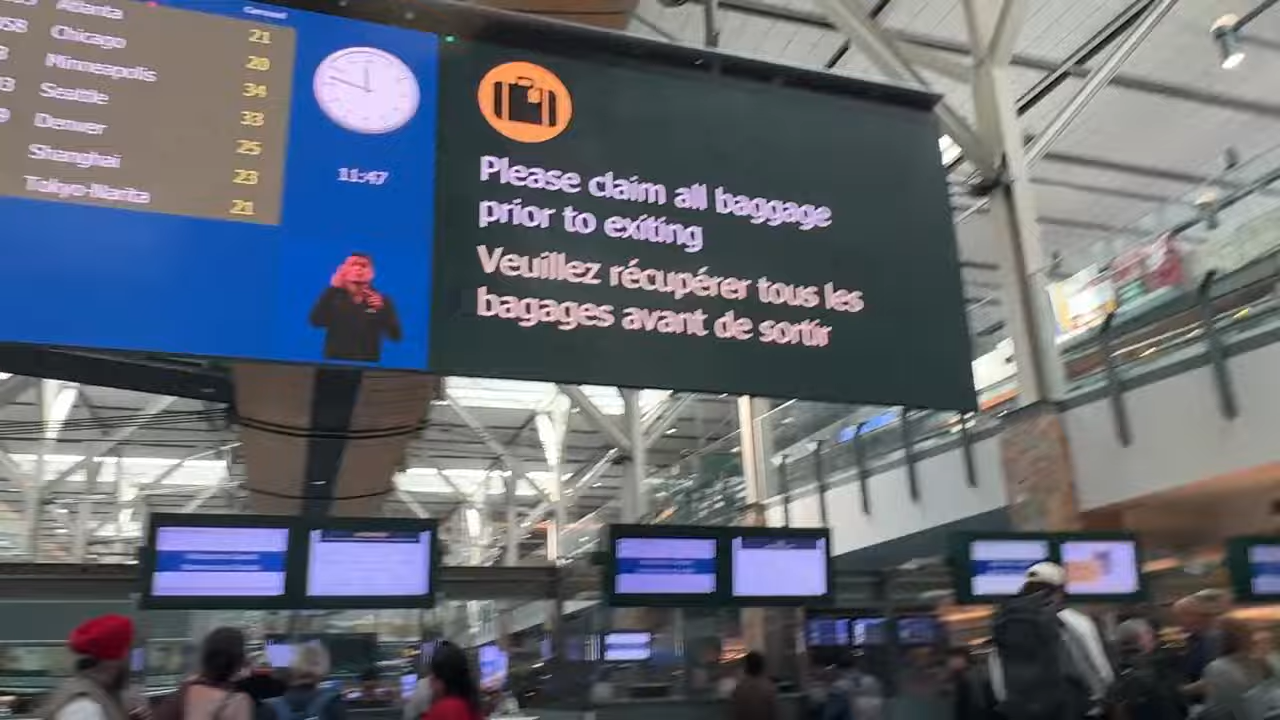 Carousel
Atlanta 21
Chicago 20
Minneapolis 34
Seattle 33
Denver 25
Shanghai 23
Tokyo-Narita 21
11:47
Please claim all baggage
prior to exiting
Veuillez récupérer tous les
bagages avant de sortir